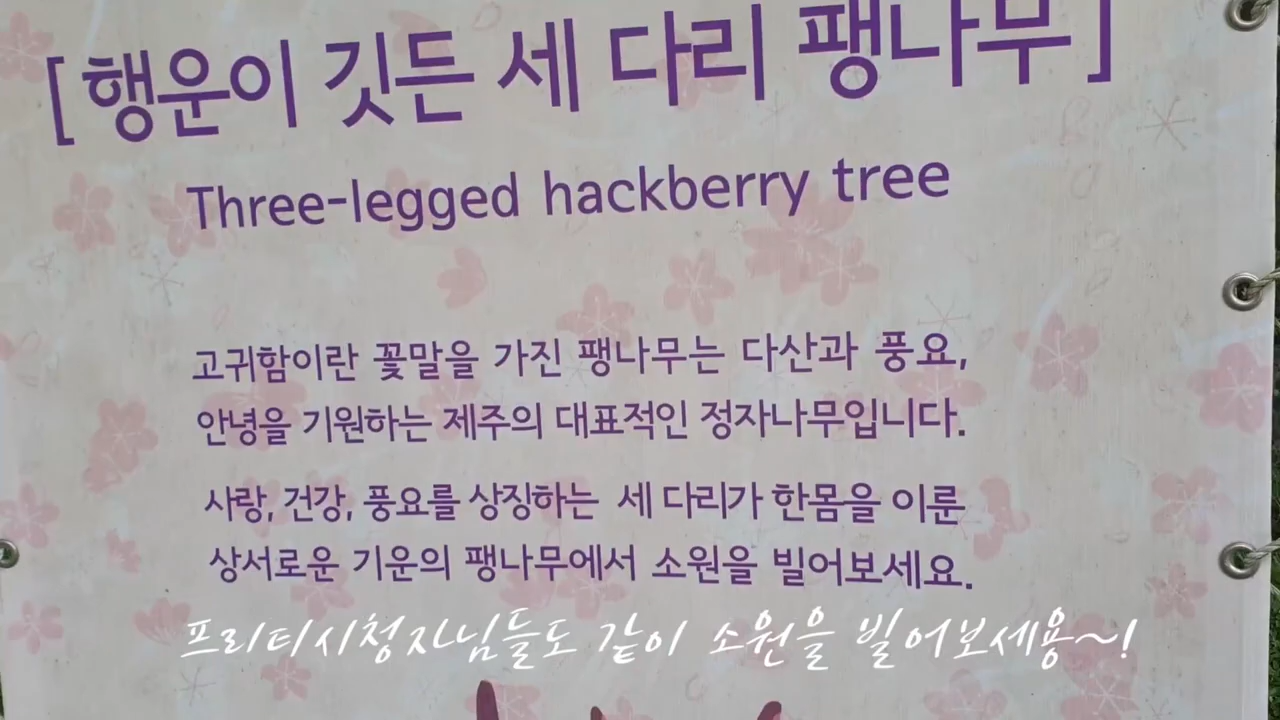 [행운이 깃든 세 다리 팽나무]
Three-legged hackberry tree
고귀함이란 꽃말을 가진 팽나무는 다산과 풍요,
안녕을 기원하는 제주의 대표적인 정자나무입니다.
사랑, 건강, 풍요를 상징하는 세 다리가 한몸을 이룬
상서로운 기운의 팽나무에서 소원을 빌어보세요.
프리티시청자님들도 같이 소원을 빌어보세용~!